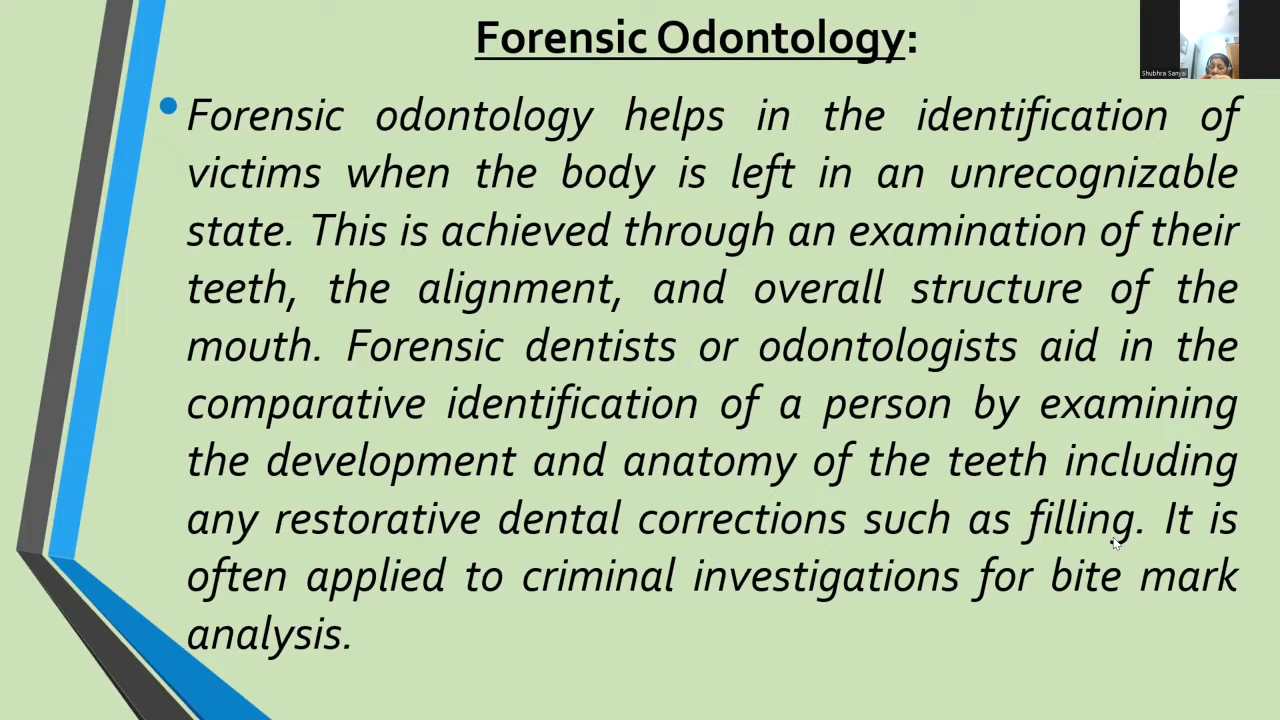 Forensic Odontology:
Shubhra Sanyal
• Forensic odontology helps in the identification of
victims when the body is left in an unrecognizable
state. This is achieved through an examination of their
teeth, the alignment, and overall structure of the
mouth. Forensic dentists or odontologists aid in the
comparative identification of a person by examining
the development and anatomy of the teeth including
any restorative dental corrections such as filling. It is
often applied to criminal investigations for bite mark
analysis.